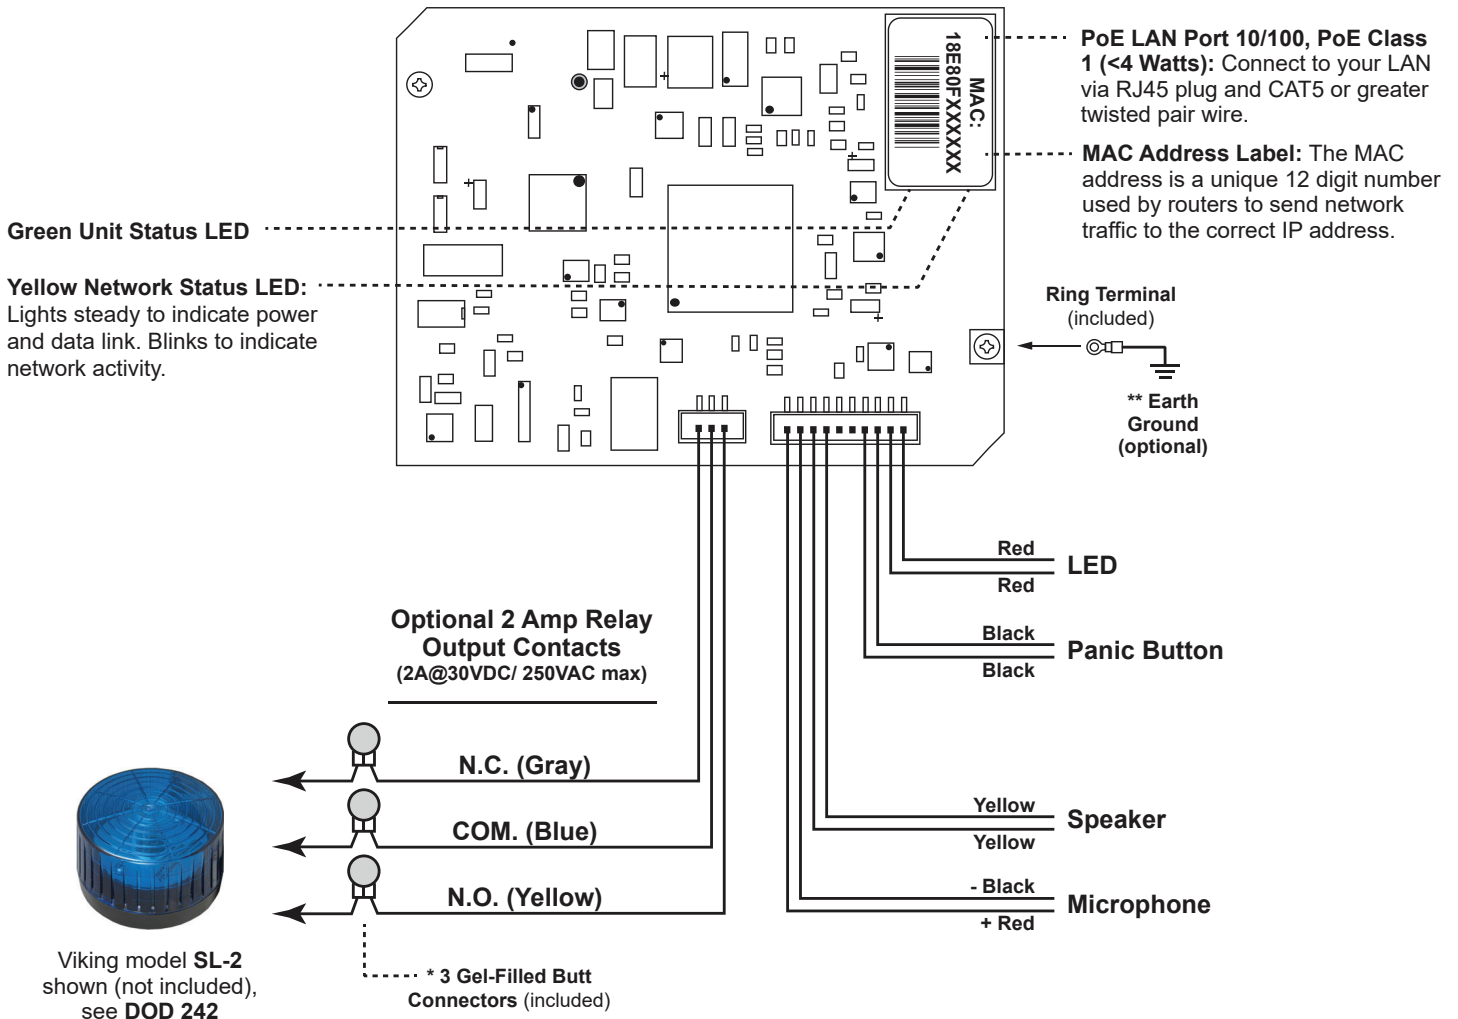 PoE LAN Port 10/100, PoE Class
1 (<4 Watts): Connect to your LAN
via RJ45 plug and CAT5 or greater
twisted pair wire.
MAC:
18E80FXXXXXX
MAC Address Label: The MAC
address is a unique 12 digit number
used by routers to send network
traffic to the correct IP address.
Green Unit Status LED
Yellow Network Status LED:
Lights steady to indicate power
and data link. Blinks to indicate
network activity.
Ring Terminal
(included)
** Earth
Ground
(optional)
Red
LED
Red
Optional 2 Amp Relay
Output Contacts
(2A@30VDC/ 250VAC max)
Black
Panic Button
Black
N.C. (Gray)
COM. (Blue)
N.O. (Yellow)
Yellow
Speaker
Yellow
- Black
Microphone
+ Red
Viking model SL-2
shown (not included),
see DOD 242
* 3 Gel-Filled Butt
Connectors (included)